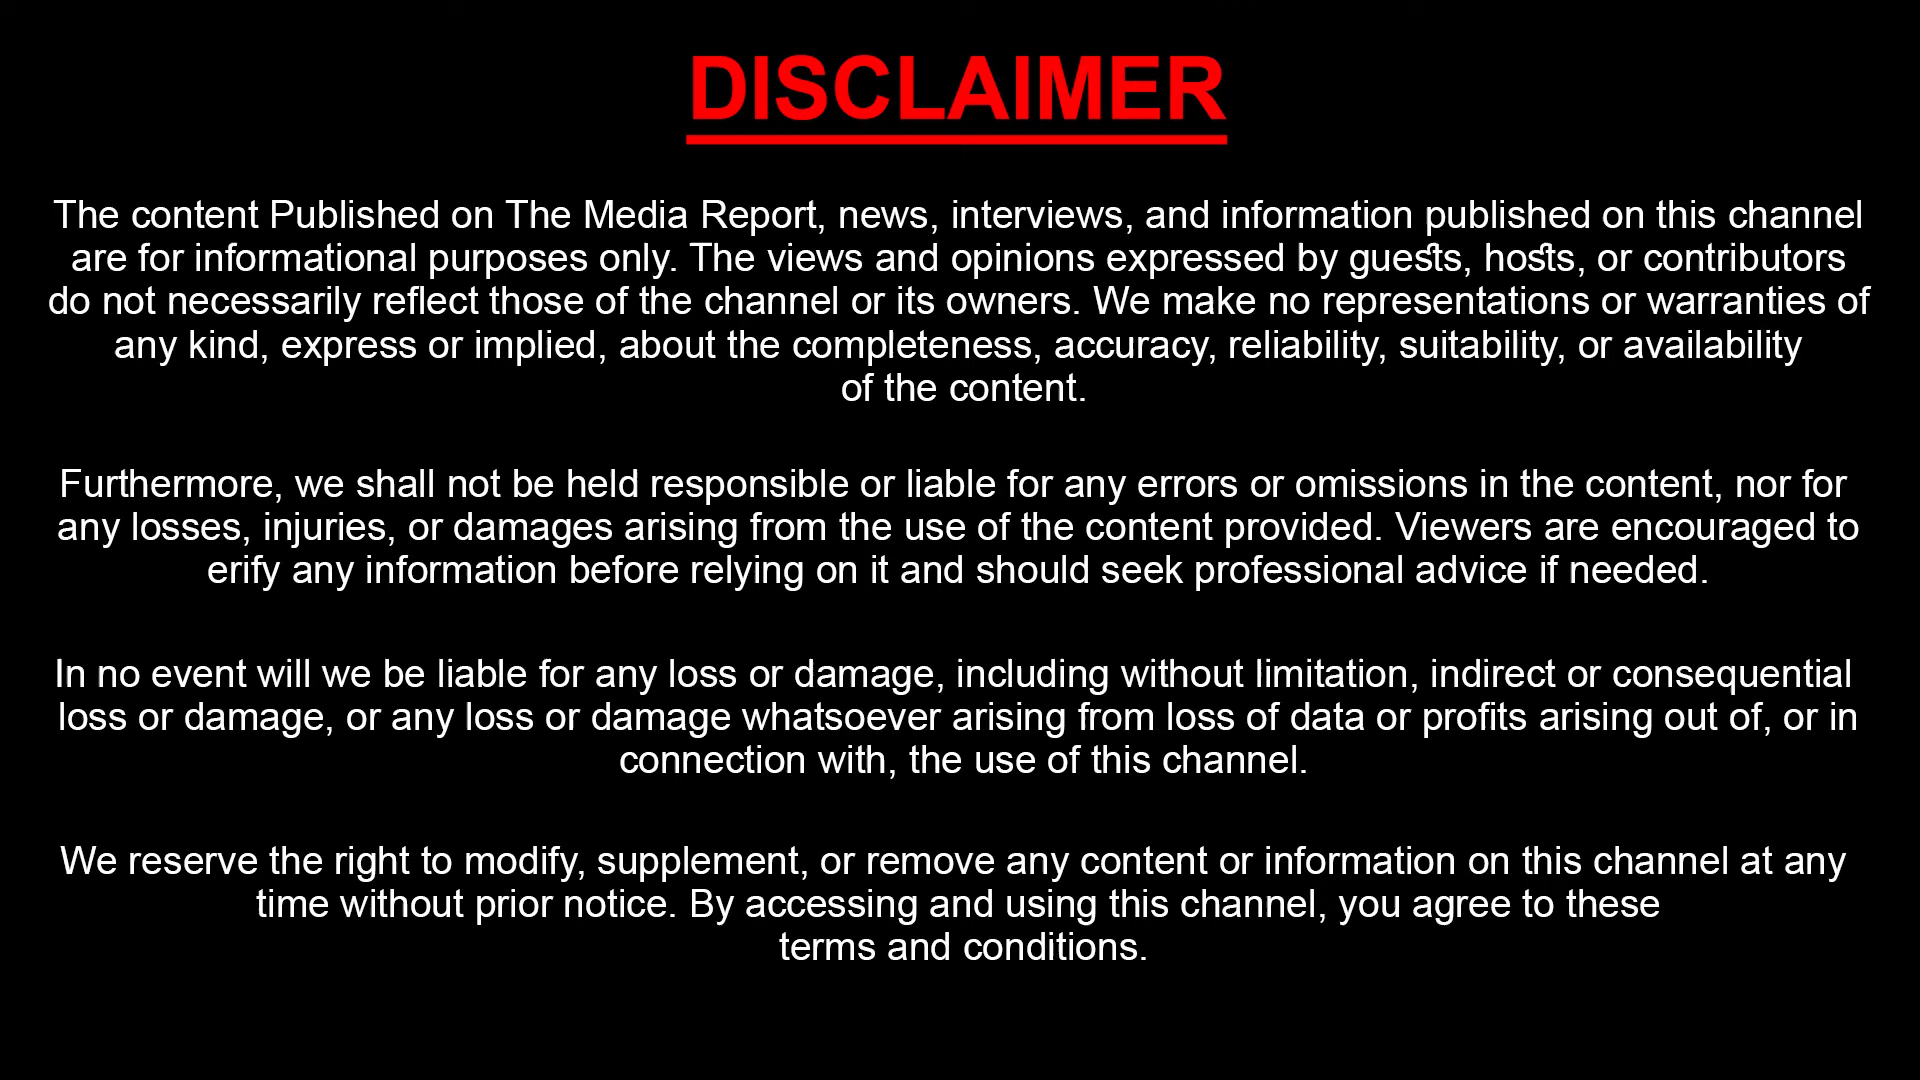 DISCLAIMER
The content Published on The Media Report, news, interviews, and information published on this channel
are for informational purposes only. The views and opinions expressed by guests, hosts, or contributors
do not necessarily reflect those of the channel or its owners. We make no representations or warranties of
any kind, express or implied, about the completeness, accuracy, reliability, suitability, or availability
of the content.
Furthermore, we shall not be held responsible or liable for any errors or omissions in the content, nor for
any losses, injuries, or damages arising from the use of the content provided. Viewers are encouraged to
erify any information before relying on it and should seek professional advice if needed.
In no event will we be liable for any loss or damage, including without limitation, indirect or consequential
loss or damage, or any loss or damage whatsoever arising from loss of data or profits arising out of, or in
connection with, the use of this channel.
We reserve the right to modify, supplement, or remove any content or information on this channel at any
time without prior notice. By accessing and using this channel, you agree to these
terms and conditions.